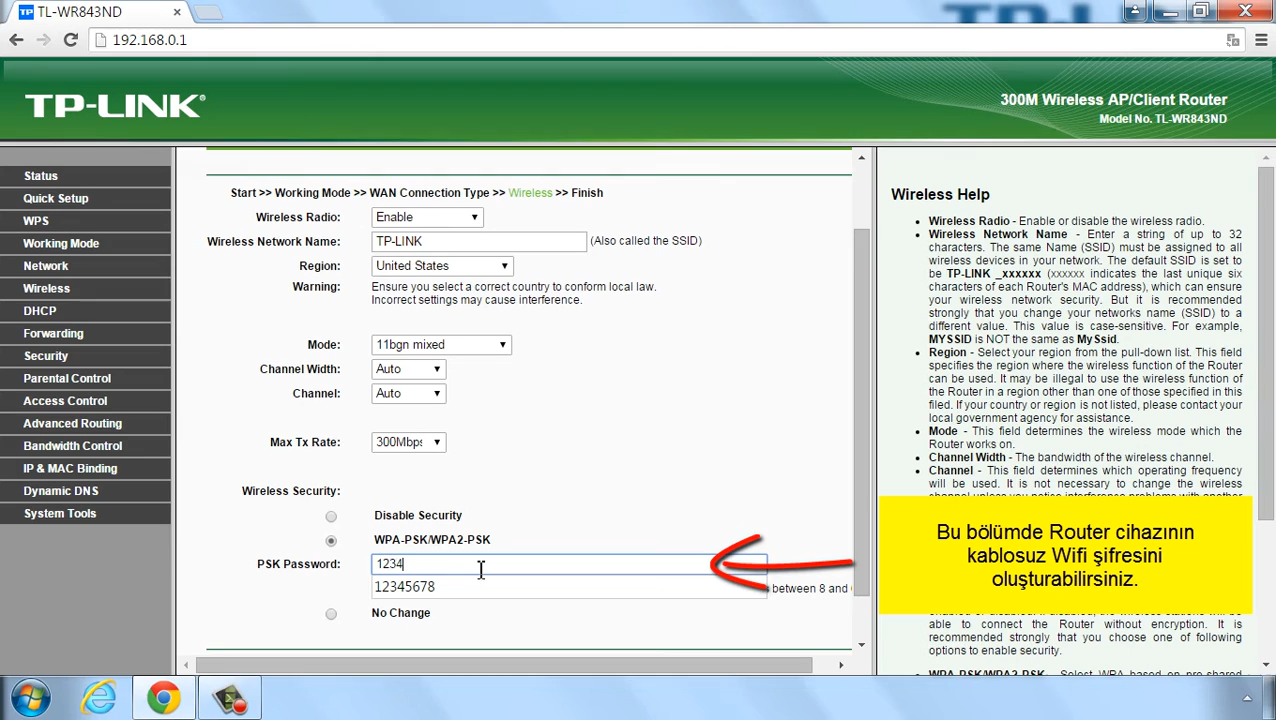 TP TL-WR843ND
192.168.0.1
TP-LINK
300M Wireless AP/Client Router
Model No. TL-WR843ND
Status
Quick Setup
WPS
Working Mode
Network
Wireless
DHCP
Forwarding
Security
Parental Control
Access Control
Advanced Routing
Bandwidth Control
IP & MAC Binding
Dynamic DNS
System Tools
Start >> Working Mode >> WAN Connection Type >> Wireless >> Finish
Wireless Radio: Enable
Wireless Network Name: TP-LINK (Also called the SSID)
Region: United States
Warning: Ensure you select a correct country to conform local law.
Incorrect settings may cause interference.
Mode: 11bgn mixed
Channel Width: Auto
Channel: Auto
Max Tx Rate: 300Mbps
Wireless Security:
Disable Security
WPA-PSK/WPA2-PSK
PSK Password: 1234
12345678
between 8 and
No Change
Wireless Help
Wireless Radio - Enable or disable the wireless radio.
Wireless Network Name - Enter a string of up to 32
characters. The same Name (SSID) must be assigned to all
wireless devices in your network. The default SSID is set to
be TP-LINK _xxxxxx (xxxxxx indicates the last unique six
characters of each Router's MAC address), which can ensure
your wireless network security. But it is recommended
strongly that you change your networks name (SSID) to a
different value. This value is case-sensitive. For example,
MYSSID is NOT the same as MySsid.
Region - Select your region from the pull-down list. This field
specifies the region where the wireless function of the Router
can be used. It may be illegal to use the wireless function of
the Router in a region other than one of those specified in this
filed. If your country or region is not listed, please contact your
local government agency for assistance.
Mode - This field determines the wireless mode which the
Router works on.
Channel Width - The bandwidth of the wireless channel.
Channel - This field determines which operating frequency
will be used. It is not necessary to change the wireless
Bu bölümde Router cihazının
kablosuz Wifi şifresini
oluşturabilirsiniz.
able to connect the Router without encryption. It is
recommended strongly that you choose one of following
options to enable security.
WPA-PSK/WPA2-PSK- Select WPA based on pre-shared